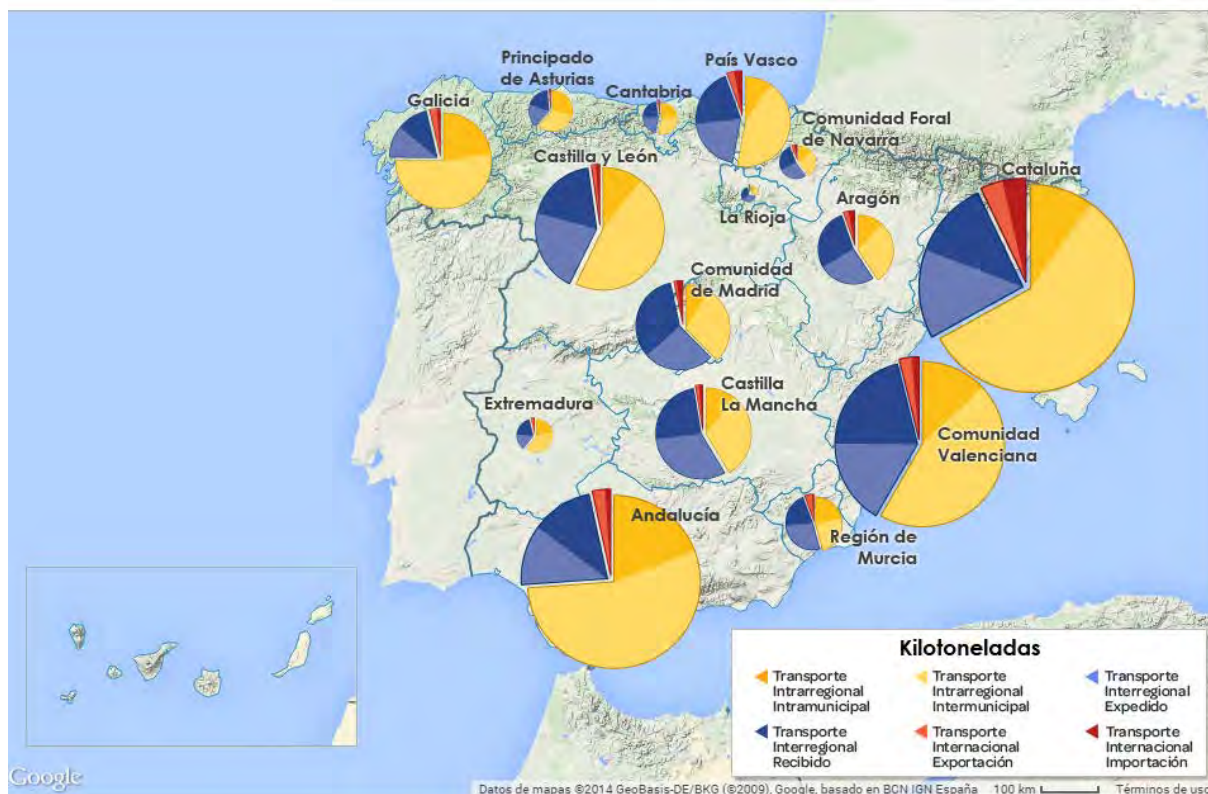 Principado
de Asturias
País Vasco
Cantabria
Galicia
Comunidad Foral
de Navarra
Castilla y León
Cataluña
La Rioja
Aragón
Comunidad
de Madrid
Castilla
La Mancha
Extremadura
Comunidad
Valenciana
Andalucía
Región de
Murcia
Kilotoneladas
Transporte
Intrarregional
Intramunicipal
Transporte
Intrarregional
Intermunicipal
Transporte
Interregional
Expedido
Transporte
Interregional
Recibido
Transporte
Internacional
Exportación
Transporte
Internacional
Importación
Google
Datos de mapas ©2014 GeoBasis-DE/BKG (©2009), Google, basado en BCN IGN España 100 km Términos de uso